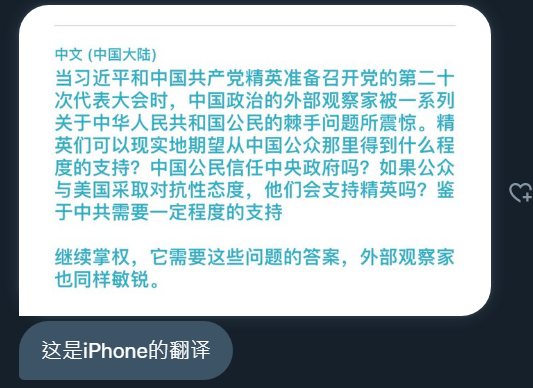 中文 (中国大陆)
当习近平和中国共产党精英准备召开党的第二十
次代表大会时，中国政治的外部观察家被一系列
关于中华人民共和国公民的棘手问题所震惊。精
英们可以现实地期望从中国公众那里得到什么程
度的支持？中国公民信任中央政府吗？如果公众
与美国采取对抗性态度，他们会支持精英吗？鉴
于中共需要一定程度的支持
继续掌权，它需要这些问题的答案，外部观察家
也同样敏锐。
这是iPhone的翻译